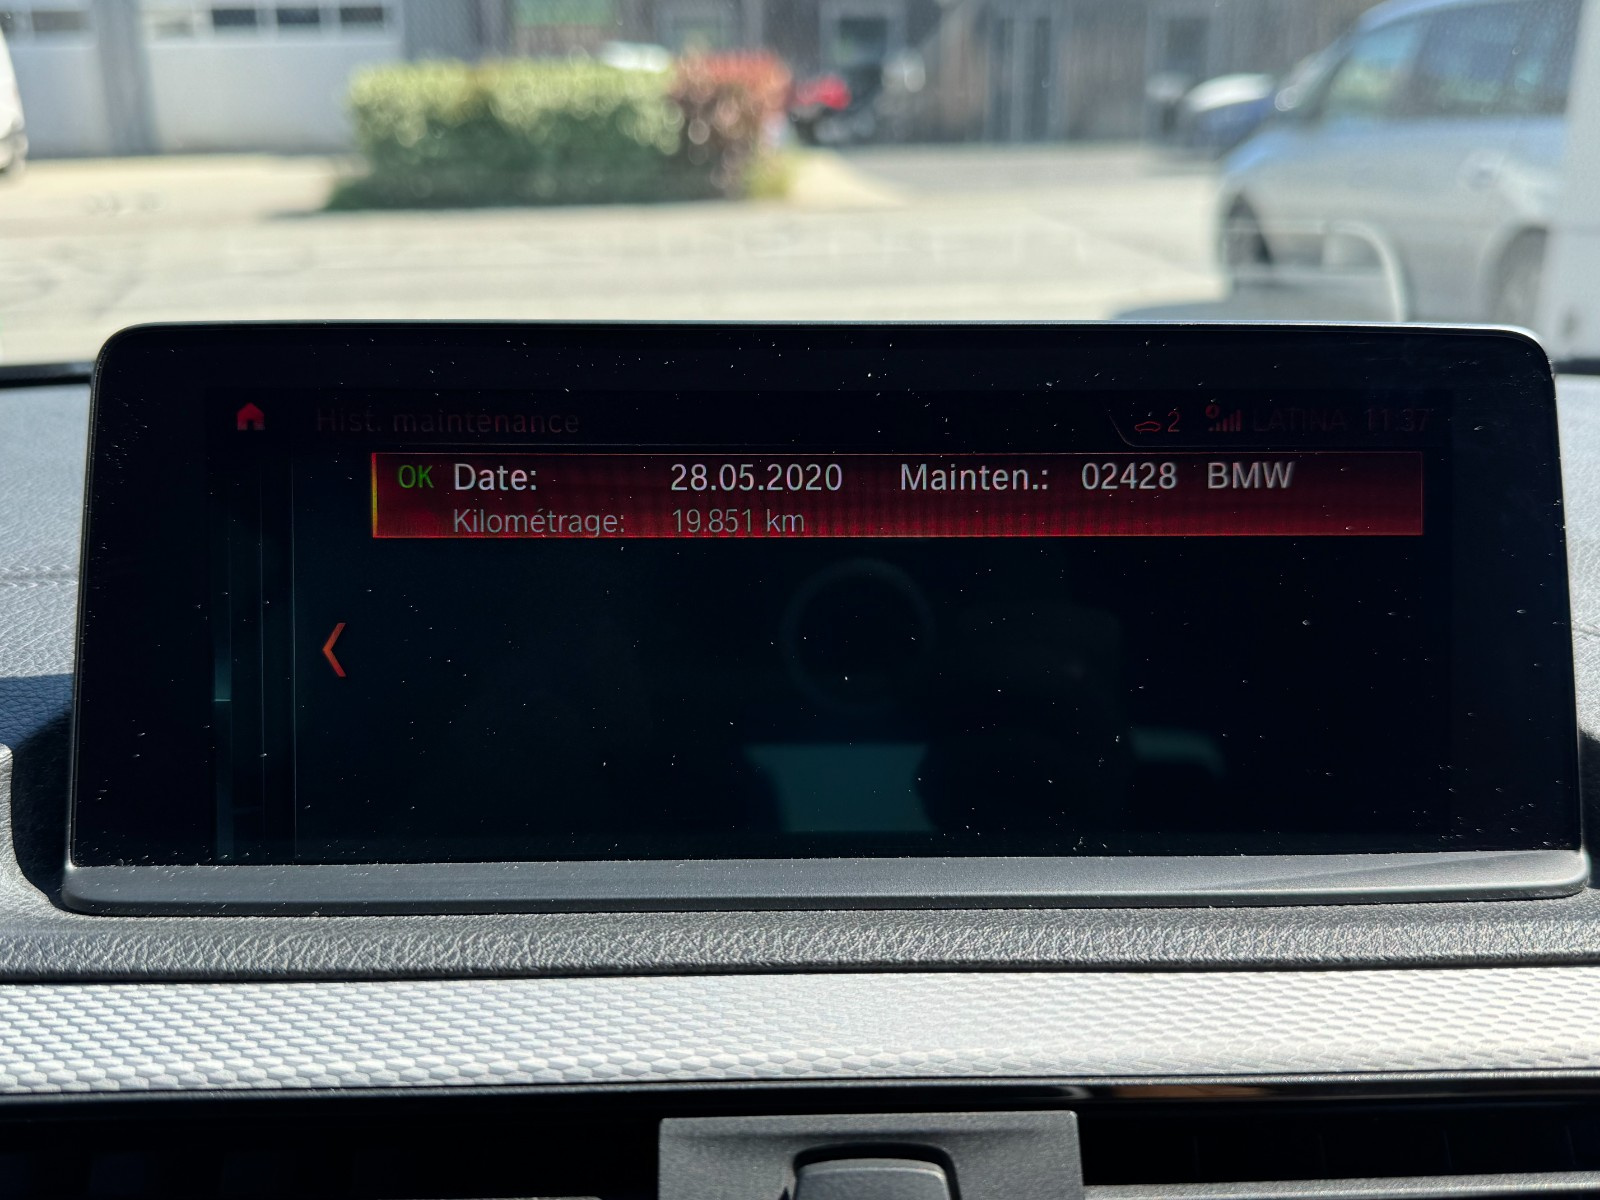 Hist. maintenance 2 LATINA 11:37
OK Date: 28.05.2020 Mainten.: 02428 BMW
Kilométrage: 19.851 km